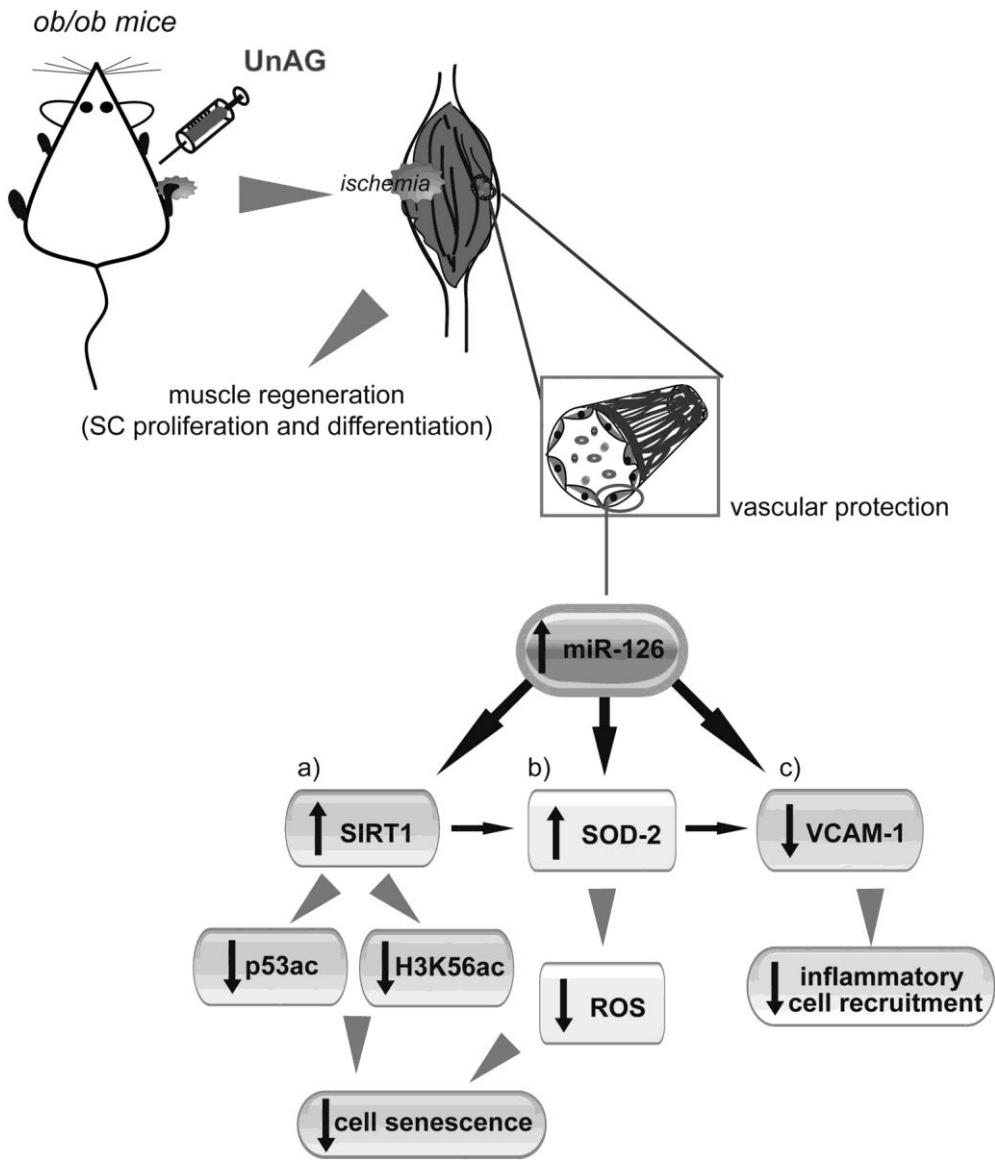 ob/ob mice
UnAG
ischemia
muscle regeneration
(SC proliferation and differentiation)
vascular protection
↑ miR-126
a)
b)
c)
↑ SIRT1
↑ SOD-2
↓ VCAM-1
↓ p53ac
↓ H3K56ac
↓ ROS
↓ inflammatory
cell recruitment
↓ cell senescence